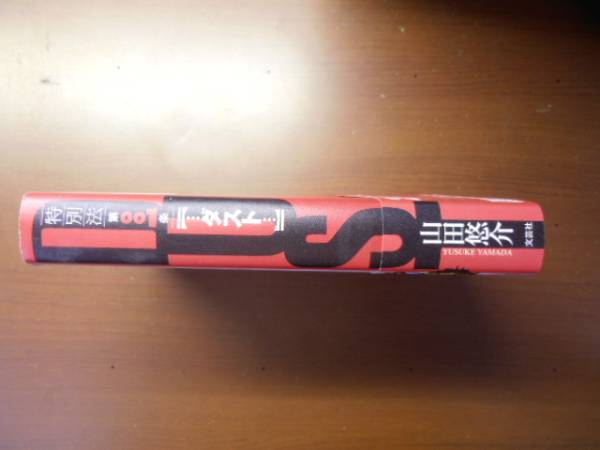 特別法
第001条
【…ダスト…】
DUST
山田悠介
YUSUKE YAMADA
文芸社